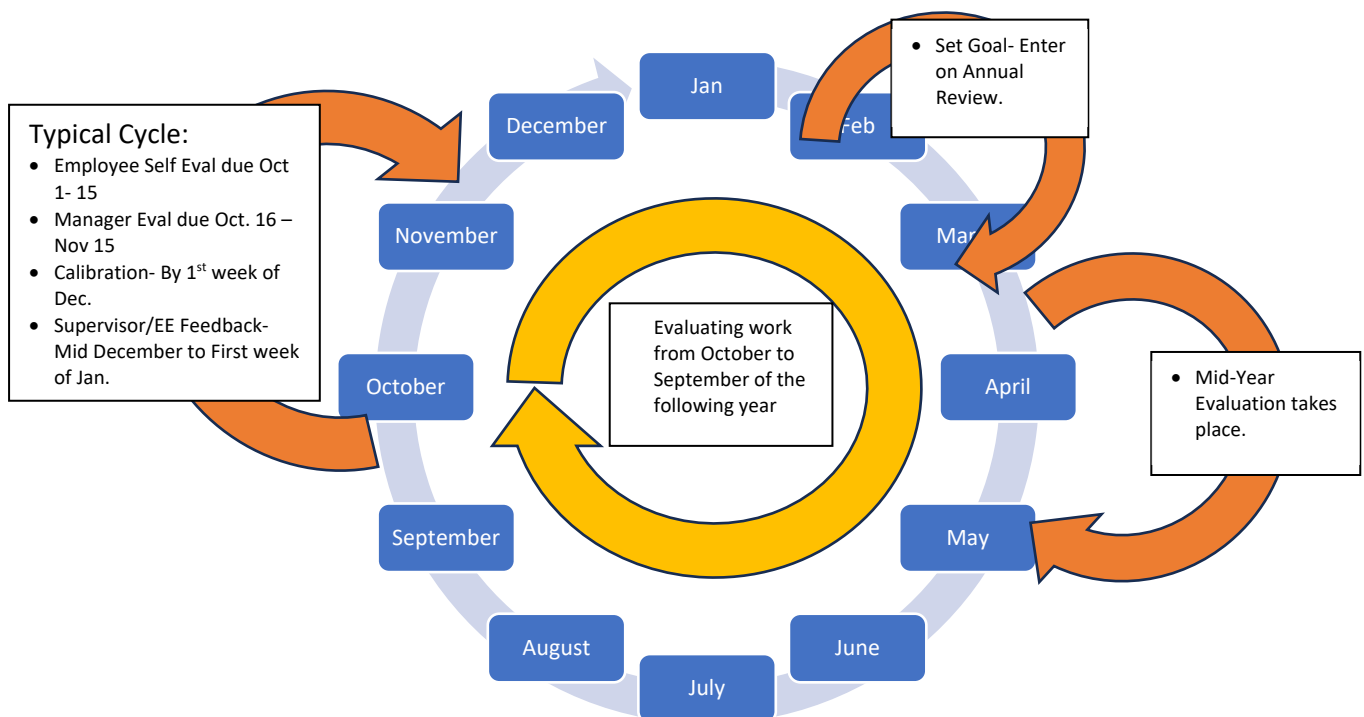 Jan
Feb
Mar
April
May
June
July
August
September
October
November
December
Typical Cycle:
• Employee Self Eval due Oct
1- 15
• Manager Eval due Oct. 16 –
Nov 15
• Calibration- By 1st week of
Dec.
• Supervisor/EE Feedback-
Mid December to First week
of Jan.
• Set Goal- Enter
on Annual
Review.
• Mid-Year
Evaluation takes
place.
Evaluating work
from October to
September of the
following year